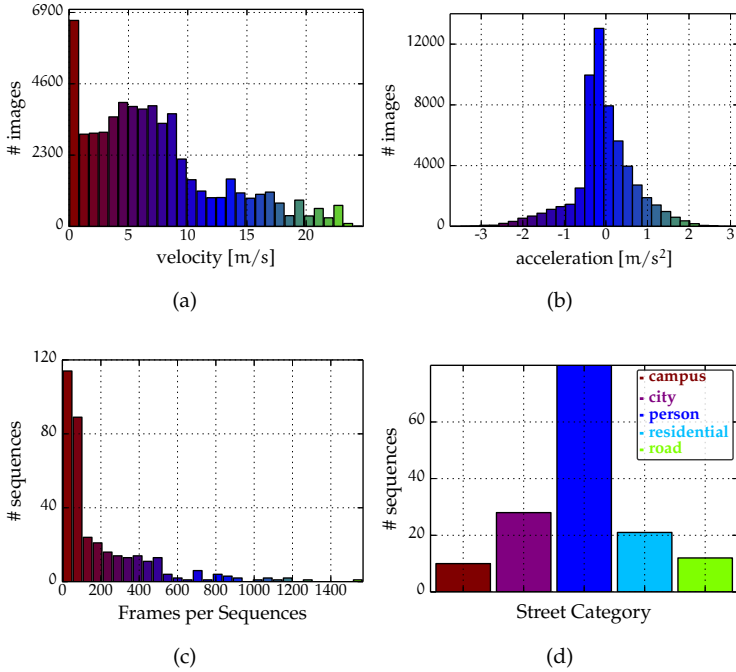 6900
4600
2300
0
# images
0 5 10 15 20
velocity [m/s]
(a)
12000
8000
4000
0
# images
-3 -2 -1 0 1 2 3
acceleration [m/s²]
(b)
120
80
40
0
# sequences
0 200 400 600 800 1000 1200 1400
Frames per Sequences
(c)
60
40
20
0
# sequences
campus
city
person
residential
road
Street Category
(d)